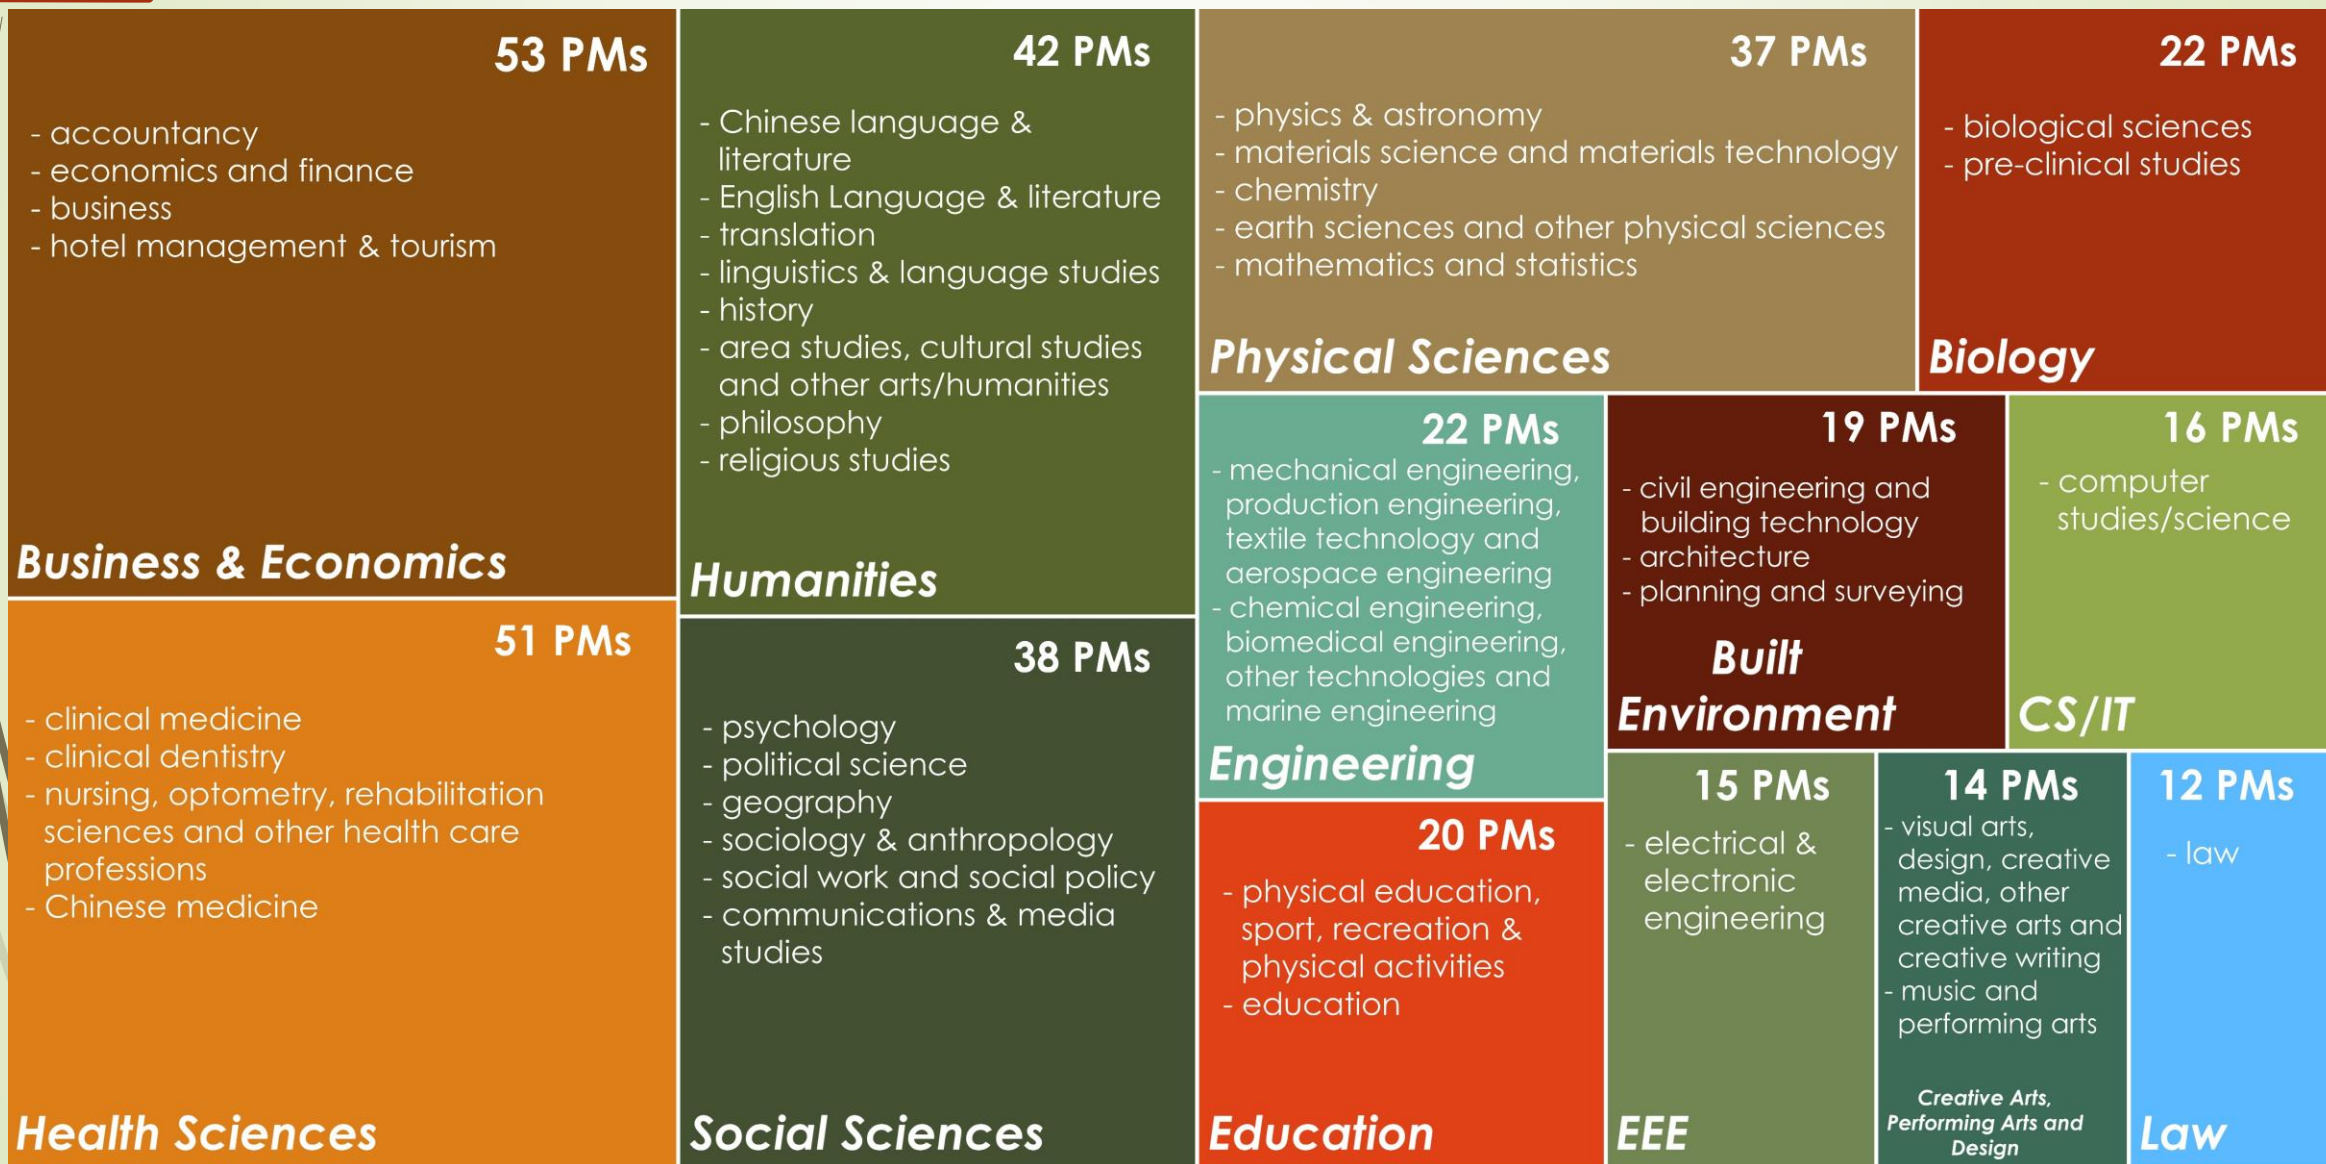 53 PMs
- accountancy
- economics and finance
- business
- hotel management & tourism
Business & Economics
51 PMs
- clinical medicine
- clinical dentistry
- nursing, optometry, rehabilitation
sciences and other health care
professions
- Chinese medicine
Health Sciences
42 PMs
- Chinese language &
literature
- English Language & literature
- translation
- linguistics & language studies
- history
- area studies, cultural studies
and other arts/humanities
- philosophy
- religious studies
Humanities
38 PMs
- psychology
- political science
- geography
- sociology & anthropology
- social work and social policy
- communications & media
studies
Social Sciences
37 PMs
- physics & astronomy
- materials science and materials technology
- chemistry
- earth sciences and other physical sciences
- mathematics and statistics
Physical Sciences
22 PMs
- biological sciences
- pre-clinical studies
Biology
22 PMs
- mechanical engineering,
production engineering,
textile technology and
aerospace engineering
- chemical engineering,
biomedical engineering,
other technologies and
marine engineering
Engineering
19 PMs
- civil engineering and
building technology
- architecture
- planning and surveying
Built
Environment
16 PMs
- computer
studies/science
CS/IT
20 PMs
- physical education,
sport, recreation &
physical activities
- education
Education
15 PMs
- electrical &
electronic
engineering
EEE
14 PMs
- visual arts,
design, creative
media, other
creative arts and
creative writing
- music and
performing arts
Creative Arts,
Performing Arts and
Design
12 PMs
- law
Law